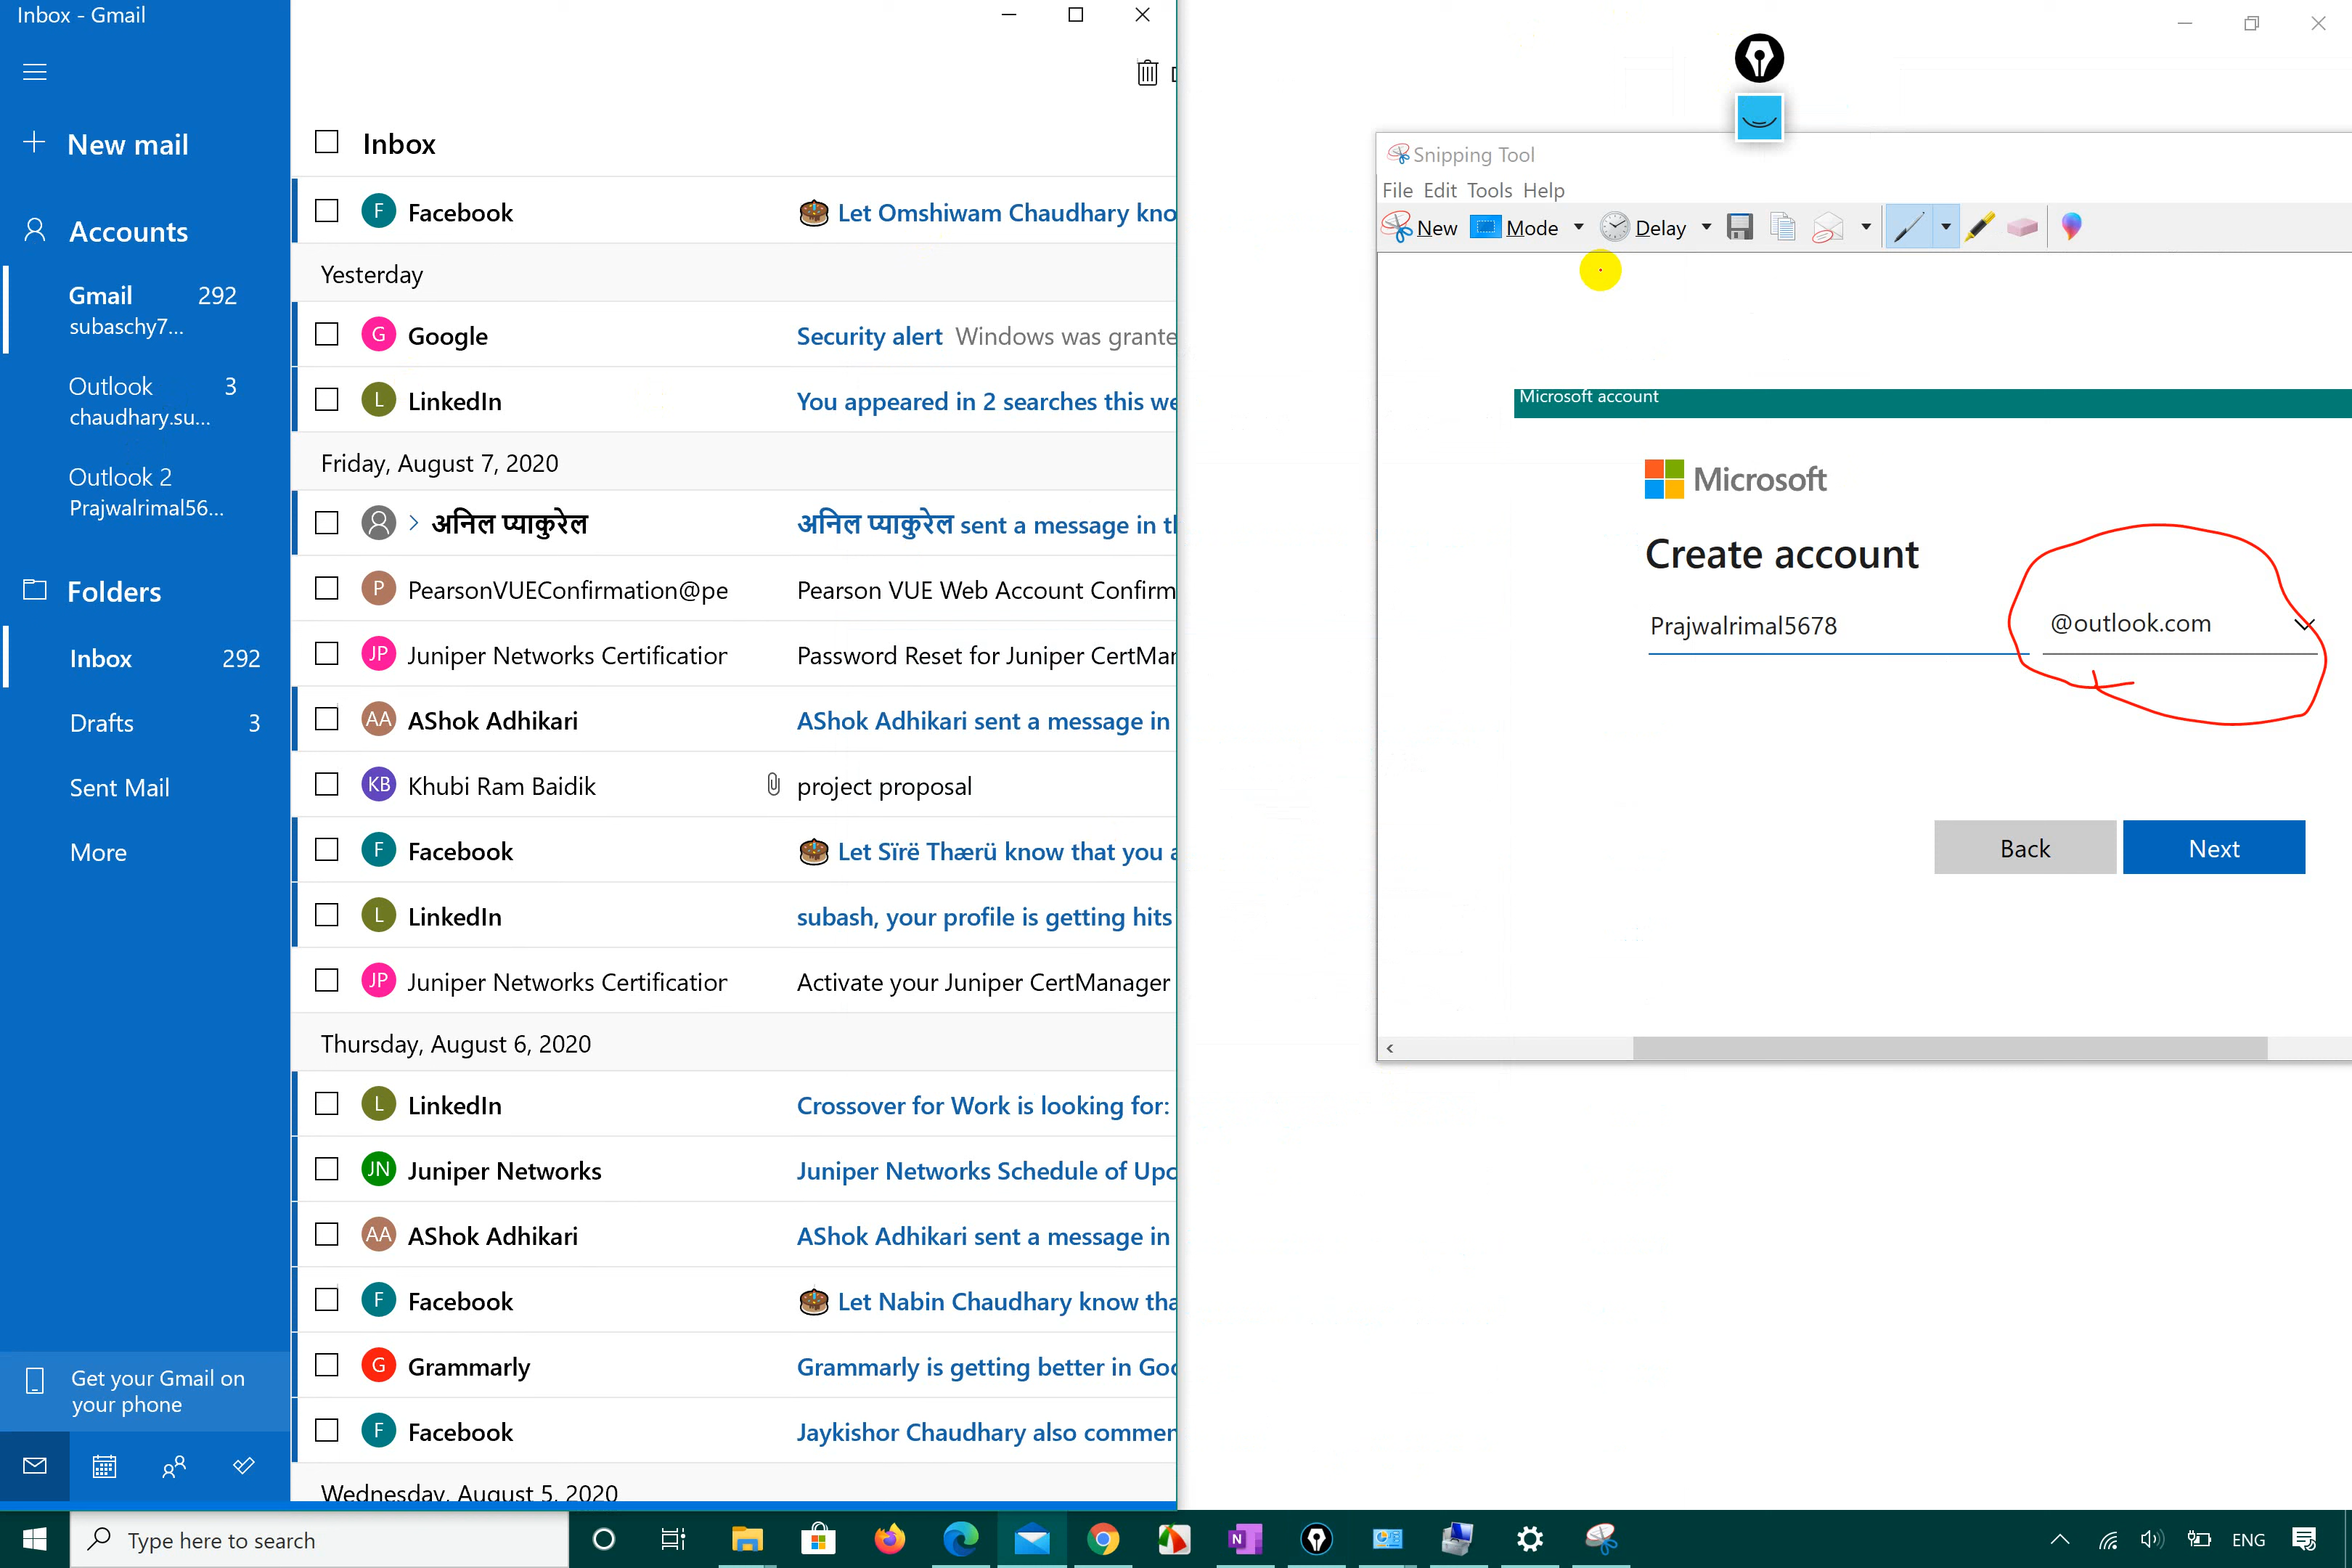 Inbox - Gmail
New mail
Accounts
Gmail 292
subaschy7...
Outlook 3
chaudhary.su...
Outlook 2
Prajwalrimal56...
Folders
Inbox 292
Drafts 3
Sent Mail
More
Get your Gmail on
your phone
Inbox
Facebook 🎂 Let Omshiwam Chaudhary kno
Yesterday
Google Security alert Windows was grante
LinkedIn You appeared in 2 searches this we
Friday, August 7, 2020
अनिल प्याकुरेल अनिल प्याकुरेल sent a message in t
P PearsonVUEConfirmation@pe Pearson VUE Web Account Confirm
JP Juniper Networks Certification Password Reset for Juniper CertMa
AA AShok Adhikari AShok Adhikari sent a message in
KB Khubi Ram Baidik project proposal
F Facebook 🎂 Let Sïrë Thærü know that you a
L LinkedIn subash, your profile is getting hits
JP Juniper Networks Certification Activate your Juniper CertManager
Thursday, August 6, 2020
L LinkedIn Crossover for Work is looking for:
JN Juniper Networks Juniper Networks Schedule of Upc
AA AShok Adhikari AShok Adhikari sent a message in
F Facebook 🎂 Let Nabin Chaudhary know tha
G Grammarly Grammarly is getting better in Goo
F Facebook Jaykishor Chaudhary also commen
Wednesday, August 5, 2020
Snipping Tool
File Edit Tools Help
New Mode Delay
Microsoft account
Microsoft
Create account
Prajwalrimal5678 @outlook.com
Back Next
Type here to search
ENG